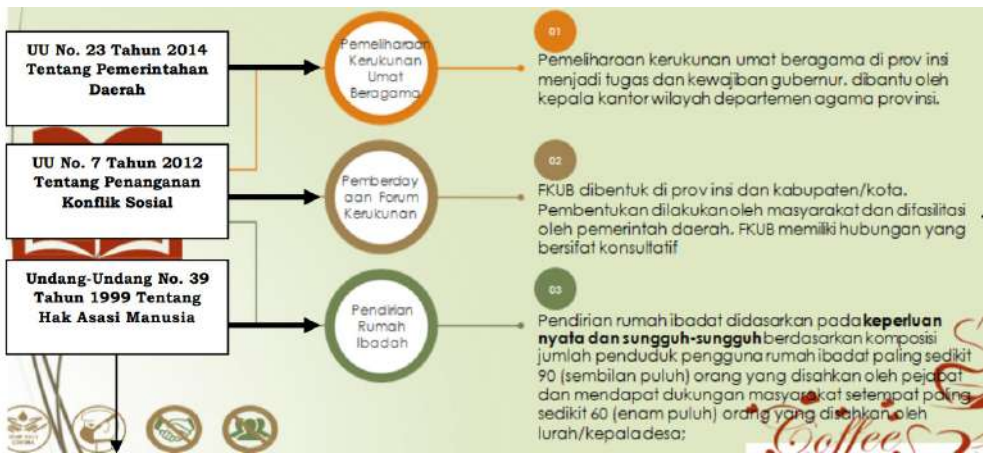 UU No. 23 Tahun 2014
Tentang Pemerintahan
Daerah
Pemeliharaan
Kerukunan
Umat
Beragama
01
Pemeliharaan kerukunan umat beragama di provinsi
menjadi tugas dan kewajiban gubernur. dibantu oleh
kepala kantor wilayah departemen agama provinsi.
UU No. 7 Tahun 2012
Tentang Penanganan
Konflik Sosial
Pemberday
aan Forum
Kerukunan
02
FKUB dibentuk di provinsi dan kabupaten/kota.
Pembentukan dilakukan oleh masyarakat dan difasilitasi
oleh pemerintah daerah. FKUB memiliki hubungan yang
bersifat konsultatif
Undang-Undang No. 39
Tahun 1999 Tentang
Hak Asasi Manusia
Pendirian
Rumah
Ibadah
03
Pendirian rumah ibadat didasarkan pada keperluan
nyata dan sungguh-sungguh berdasarkan komposisi
jumlah penduduk pengguna rumah ibadat paling sedikit
90 (sembilan puluh) orang yang disahkan oleh pejabat
dan mendapat dukungan masyarakat setempat paling
sedikit 60 (enam puluh) orang yang disahkan oleh
lurah/kepala desa;
Coffee